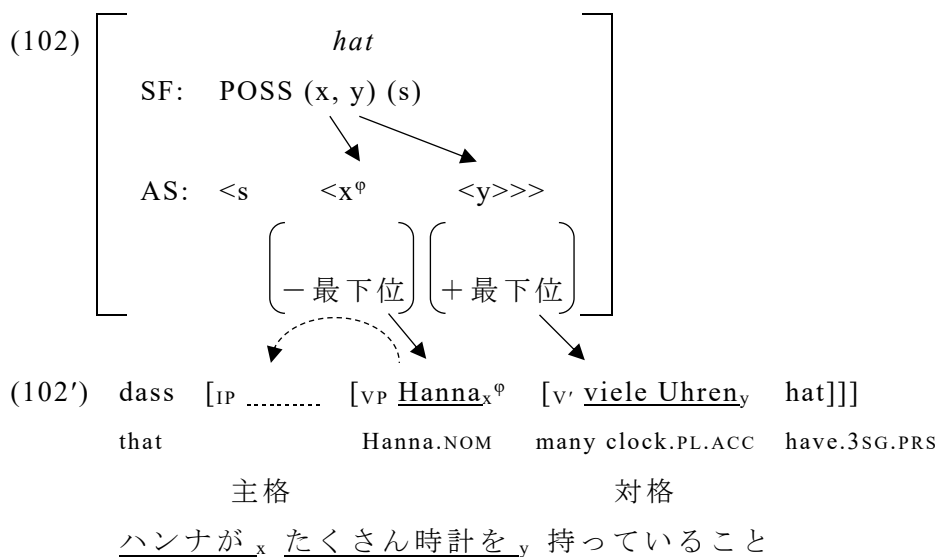 (102) hat
SF: POSS (x, y) (s)
AS: <s <xᵠ <y>>>
－最下位 ＋最下位
(102′) dass [IP ……… [VP Hannaₓᵠ [V′ viele Uhreny hat]]]
that Hanna.NOM many clock.PL.ACC have.3SG.PRS
主格 対格
ハンナが x たくさん時計を y 持っていること